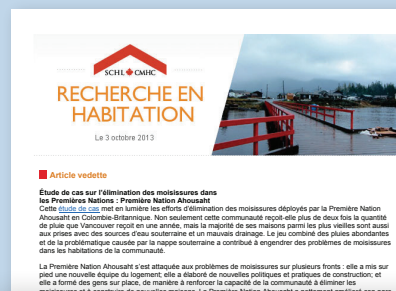 SCHL CMHC
RECHERCHE EN
HABITATION
Le 3 octobre 2013
Article vedette
Étude de cas sur l'élimination des moisissures dans
les Premières Nations : Première Nation Ahousaht
Cette étude de cas met en lumière les efforts d'élimination des moisissures déployés par la Première Nation
Ahousaht en Colombie-Britannique. Non seulement cette communauté reçoit-elle plus de deux fois la quantité
de pluie que Vancouver reçoit en une année, mais la majorité de ses maisons parmi les plus vieilles sont aussi
aux prises avec des sources d'eau souterraine et un mauvais drainage. Le jeu combiné des pluies abondantes
et de la problématique causée par la nappe souterraine a contribué à engendrer des problèmes de moisissures
dans les habitations de la communauté.
La Première Nation Ahousaht s'est attaquée aux problèmes de moisissures sur plusieurs fronts : elle a mis sur
pied une nouvelle équipe du logement; elle a élaboré de nouvelles politiques et pratiques de construction; et
elle a formé des gens sur place, de manière à renforcer la capacité de la communauté à éliminer les